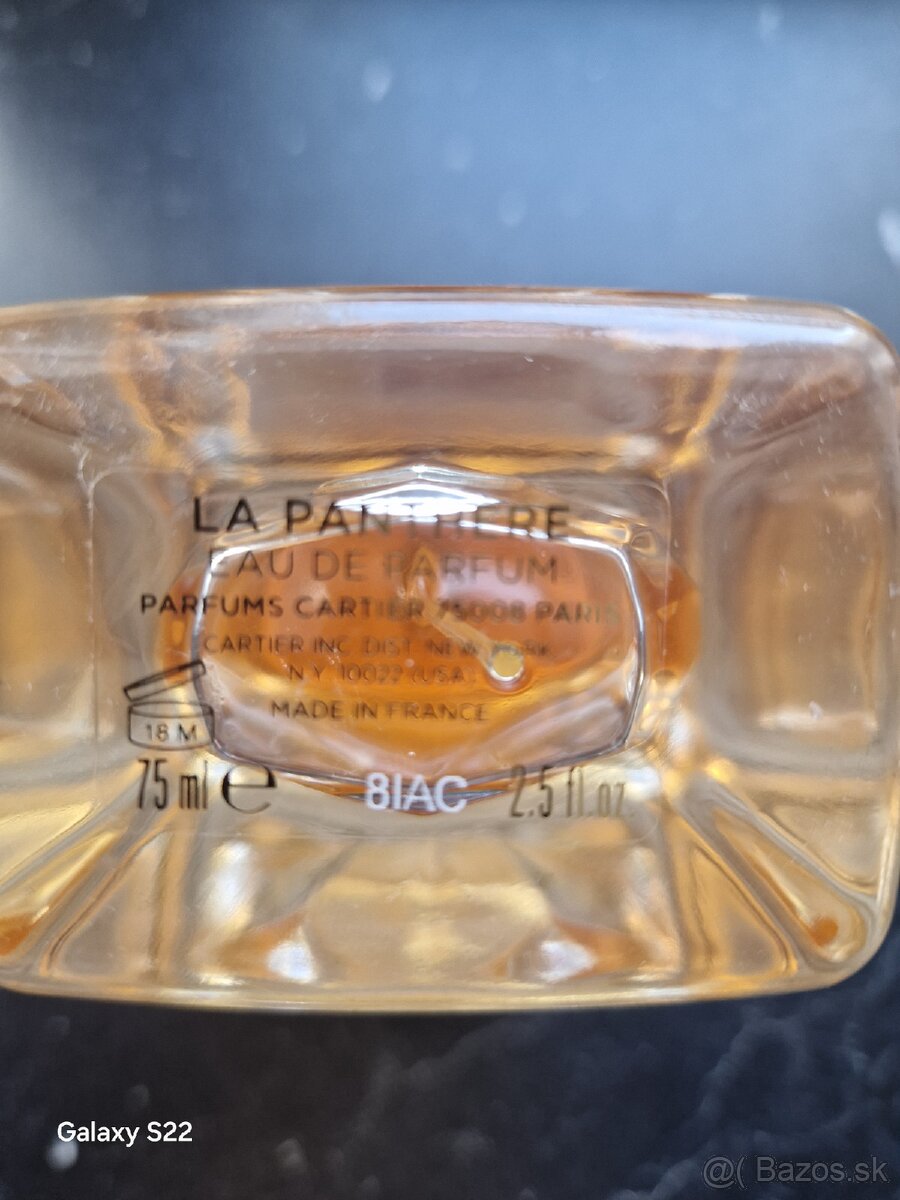 LA PANTHÈRE
EAU DE PARFUM
PARFUMS CARTIER 75008 PARIS
CARTIER INC. DIST. NEW YORK
N.Y. 10022 (USA)
MADE IN FRANCE
18 M
75 ml e 8IAC 2.5 fl.oz.
Galaxy S22
@( Bazos.sk